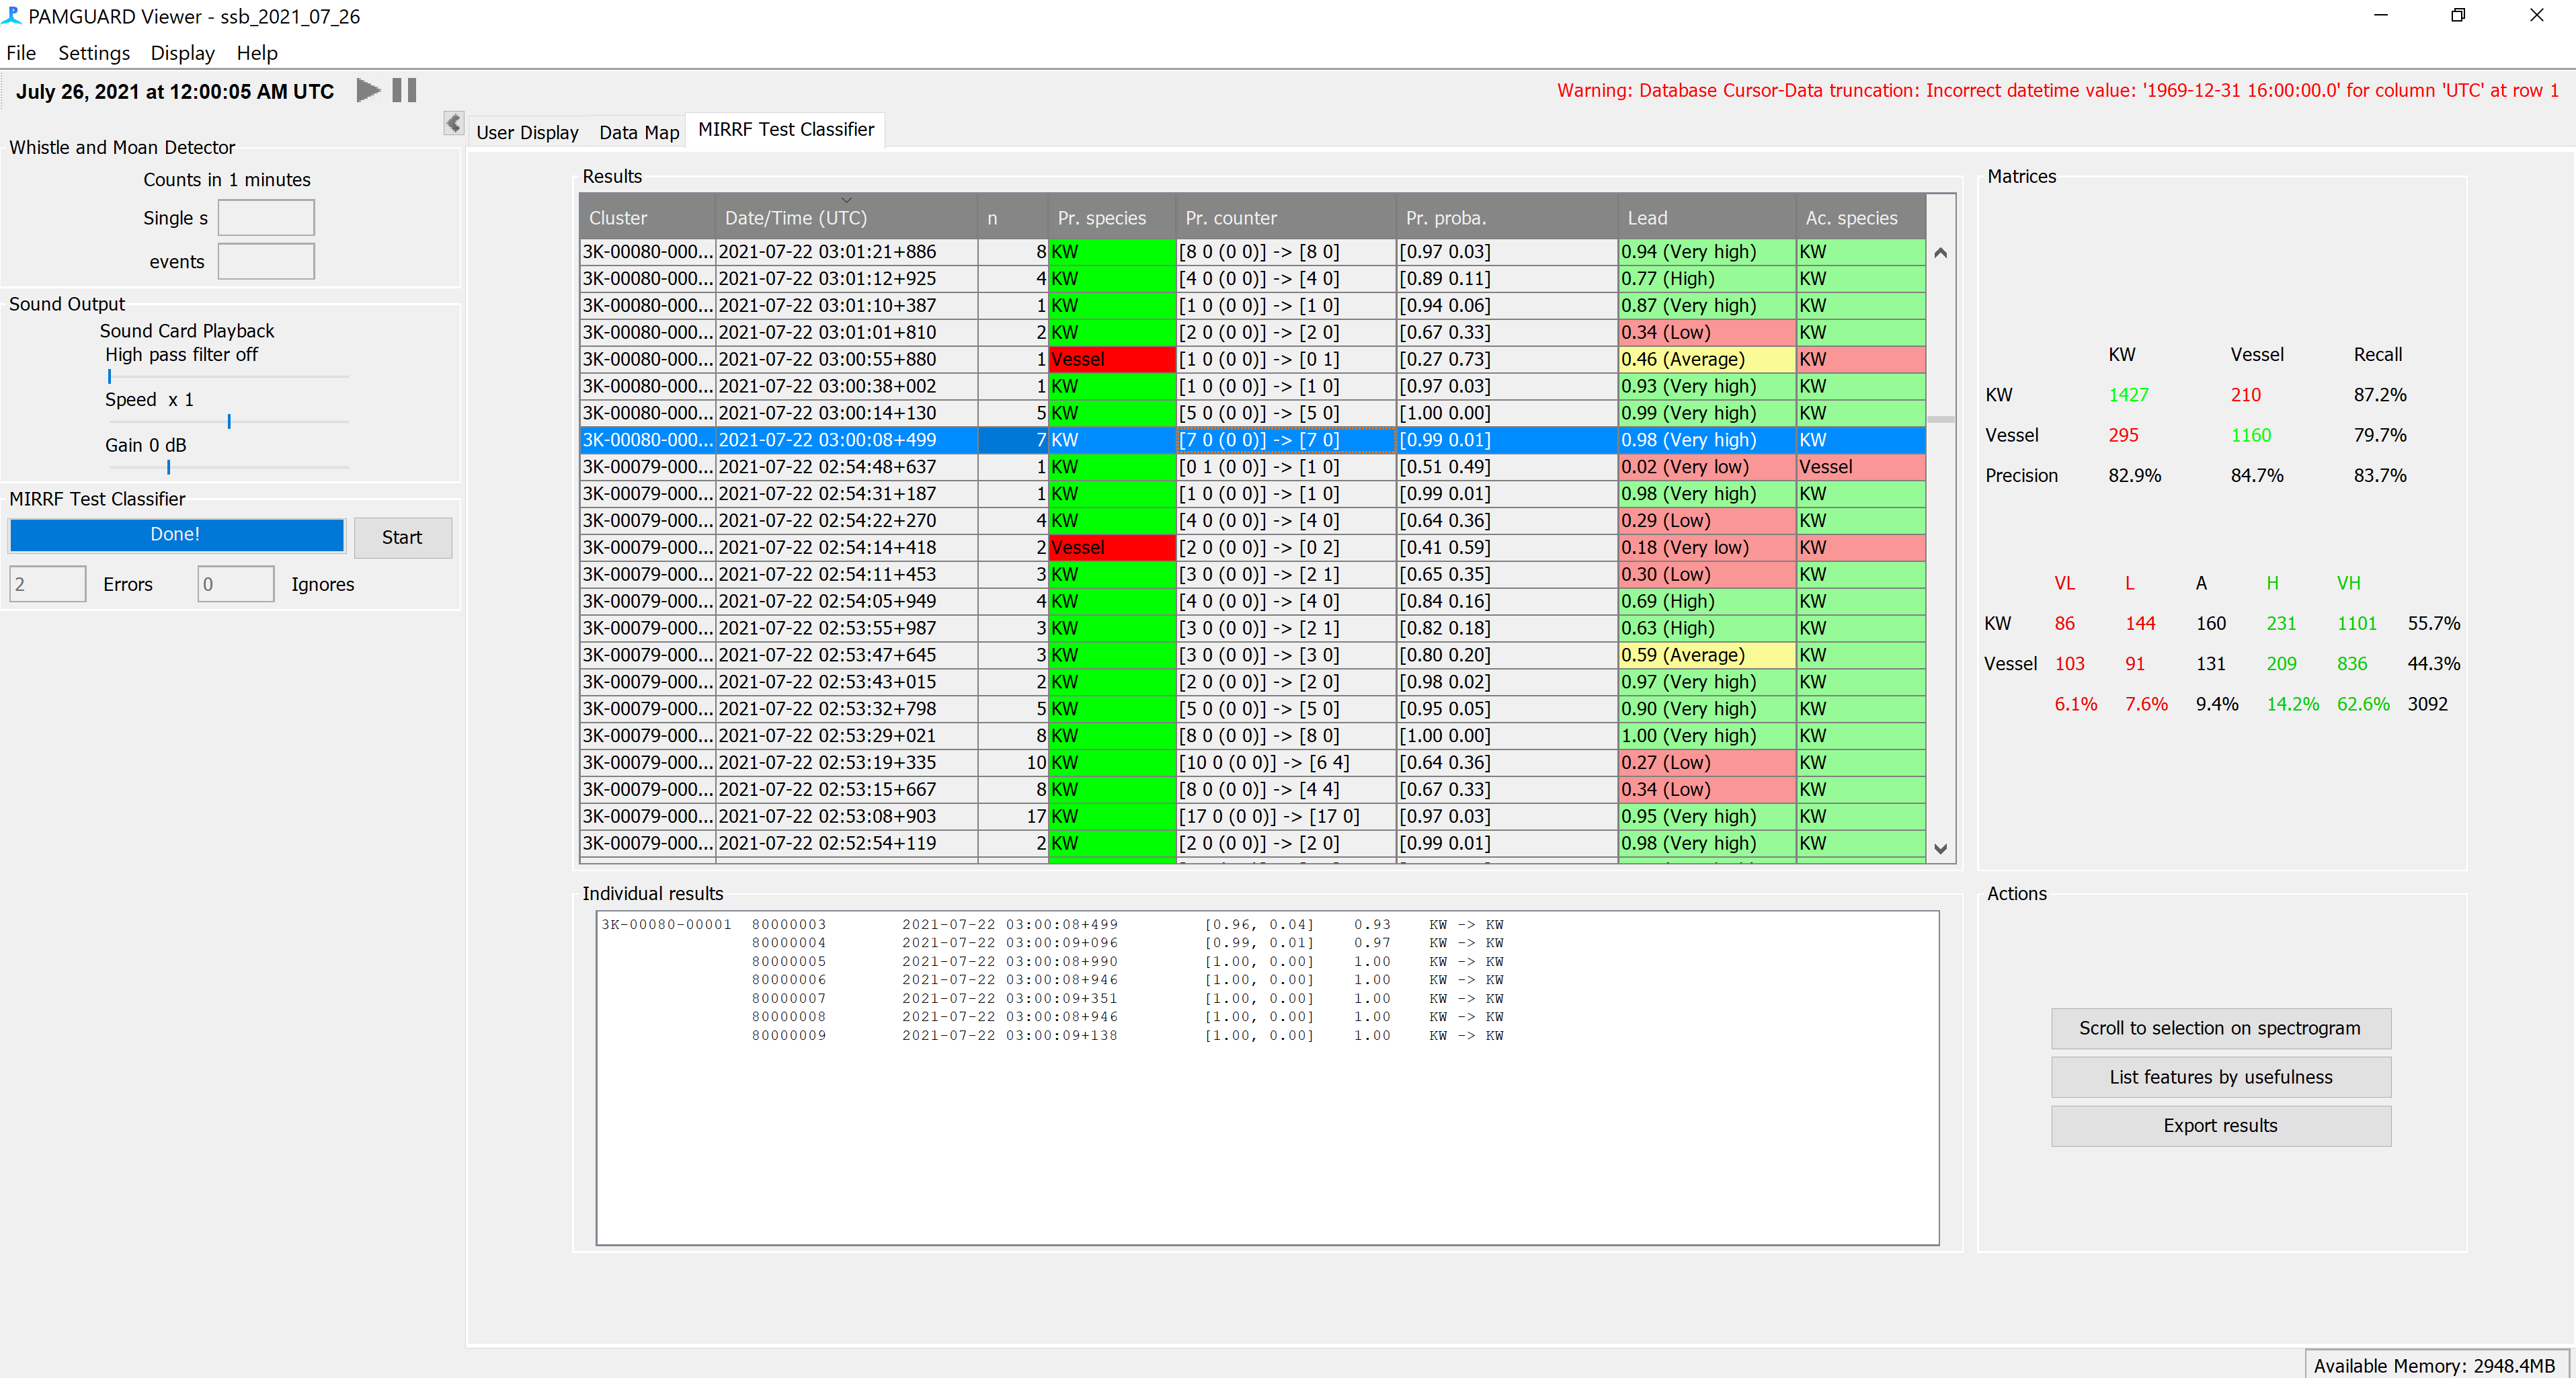 PAMGUARD Viewer - ssb_2021_07_26
File Settings Display Help
July 26, 2021 at 12:00:05 AM UTC
Warning: Database Cursor-Data truncation: Incorrect datetime value: '1969-12-31 16:00:00.0' for column 'UTC' at row 1
Whistle and Moan Detector
Counts in 1 minutes
Single s
events
Sound Output
Sound Card Playback
High pass filter off
Speed x 1
Gain 0 dB
MIRRF Test Classifier
Done! Start
2 Errors 0 Ignores
User Display Data Map MIRRF Test Classifier
Results
Cluster Date/Time (UTC) n Pr. species Pr. counter Pr. proba. Lead Ac. species
3K-00080-000... 2021-07-22 03:01:21+886 8 KW [8 0 (0 0)] -> [8 0] [0.97 0.03] 0.94 (Very high) KW
3K-00080-000... 2021-07-22 03:01:12+925 4 KW [4 0 (0 0)] -> [4 0] [0.89 0.11] 0.77 (High) KW
3K-00080-000... 2021-07-22 03:01:10+387 1 KW [1 0 (0 0)] -> [1 0] [0.94 0.06] 0.87 (Very high) KW
3K-00080-000... 2021-07-22 03:01:01+810 2 KW [2 0 (0 0)] -> [2 0] [0.67 0.33] 0.34 (Low) KW
3K-00080-000... 2021-07-22 03:00:55+880 1 Vessel [1 0 (0 0)] -> [0 1] [0.27 0.73] 0.46 (Average) KW
3K-00080-000... 2021-07-22 03:00:38+002 1 KW [1 0 (0 0)] -> [1 0] [0.97 0.03] 0.93 (Very high) KW
3K-00080-000... 2021-07-22 03:00:14+130 5 KW [5 0 (0 0)] -> [5 0] [1.00 0.00] 0.99 (Very high) KW
3K-00080-000... 2021-07-22 03:00:08+499 7 KW [7 0 (0 0)] -> [7 0] [0.99 0.01] 0.98 (Very high) KW
3K-00079-000... 2021-07-22 02:54:48+637 1 KW [0 1 (0 0)] -> [1 0] [0.51 0.49] 0.02 (Very low) Vessel
3K-00079-000... 2021-07-22 02:54:31+187 1 KW [1 0 (0 0)] -> [1 0] [0.99 0.01] 0.98 (Very high) KW
3K-00079-000... 2021-07-22 02:54:22+270 4 KW [4 0 (0 0)] -> [4 0] [0.64 0.36] 0.29 (Low) KW
3K-00079-000... 2021-07-22 02:54:14+418 2 Vessel [2 0 (0 0)] -> [0 2] [0.41 0.59] 0.18 (Very low) KW
3K-00079-000... 2021-07-22 02:54:11+453 3 KW [3 0 (0 0)] -> [2 1] [0.65 0.35] 0.30 (Low) KW
3K-00079-000... 2021-07-22 02:54:05+949 4 KW [4 0 (0 0)] -> [4 0] [0.84 0.16] 0.69 (High) KW
3K-00079-000... 2021-07-22 02:53:55+987 3 KW [3 0 (0 0)] -> [2 1] [0.82 0.18] 0.63 (High) KW
3K-00079-000... 2021-07-22 02:53:47+645 3 KW [3 0 (0 0)] -> [3 0] [0.80 0.20] 0.59 (Average) KW
3K-00079-000... 2021-07-22 02:53:43+015 2 KW [2 0 (0 0)] -> [2 0] [0.98 0.02] 0.97 (Very high) KW
3K-00079-000... 2021-07-22 02:53:32+798 5 KW [5 0 (0 0)] -> [5 0] [0.95 0.05] 0.90 (Very high) KW
3K-00079-000... 2021-07-22 02:53:29+021 8 KW [8 0 (0 0)] -> [8 0] [1.00 0.00] 1.00 (Very high) KW
3K-00079-000... 2021-07-22 02:53:19+335 10 KW [10 0 (0 0)] -> [6 4] [0.64 0.36] 0.27 (Low) KW
3K-00079-000... 2021-07-22 02:53:15+667 8 KW [8 0 (0 0)] -> [4 4] [0.67 0.33] 0.34 (Low) KW
3K-00079-000... 2021-07-22 02:53:08+903 17 KW [17 0 (0 0)] -> [17 0] [0.97 0.03] 0.95 (Very high) KW
3K-00079-000... 2021-07-22 02:52:54+119 2 KW [2 0 (0 0)] -> [2 0] [0.99 0.01] 0.98 (Very high) KW
Matrices
KW Vessel Recall
KW 1427 210 87.2%
Vessel 295 1160 79.7%
Precision 82.9% 84.7% 83.7%
VL L A H VH
KW 86 144 160 231 1101 55.7%
Vessel 103 91 131 209 836 44.3%
6.1% 7.6% 9.4% 14.2% 62.6% 3092
Individual results
3K-00080-00001 80000003 2021-07-22 03:00:08+499 [0.96, 0.04] 0.93 KW -> KW
80000004 2021-07-22 03:00:09+096 [0.99, 0.01] 0.97 KW -> KW
80000005 2021-07-22 03:00:08+990 [1.00, 0.00] 1.00 KW -> KW
80000006 2021-07-22 03:00:08+946 [1.00, 0.00] 1.00 KW -> KW
80000007 2021-07-22 03:00:09+351 [1.00, 0.00] 1.00 KW -> KW
80000008 2021-07-22 03:00:08+946 [1.00, 0.00] 1.00 KW -> KW
80000009 2021-07-22 03:00:09+138 [1.00, 0.00] 1.00 KW -> KW
Actions
Scroll to selection on spectrogram
List features by usefulness
Export results
Available Memory: 2948.4MB